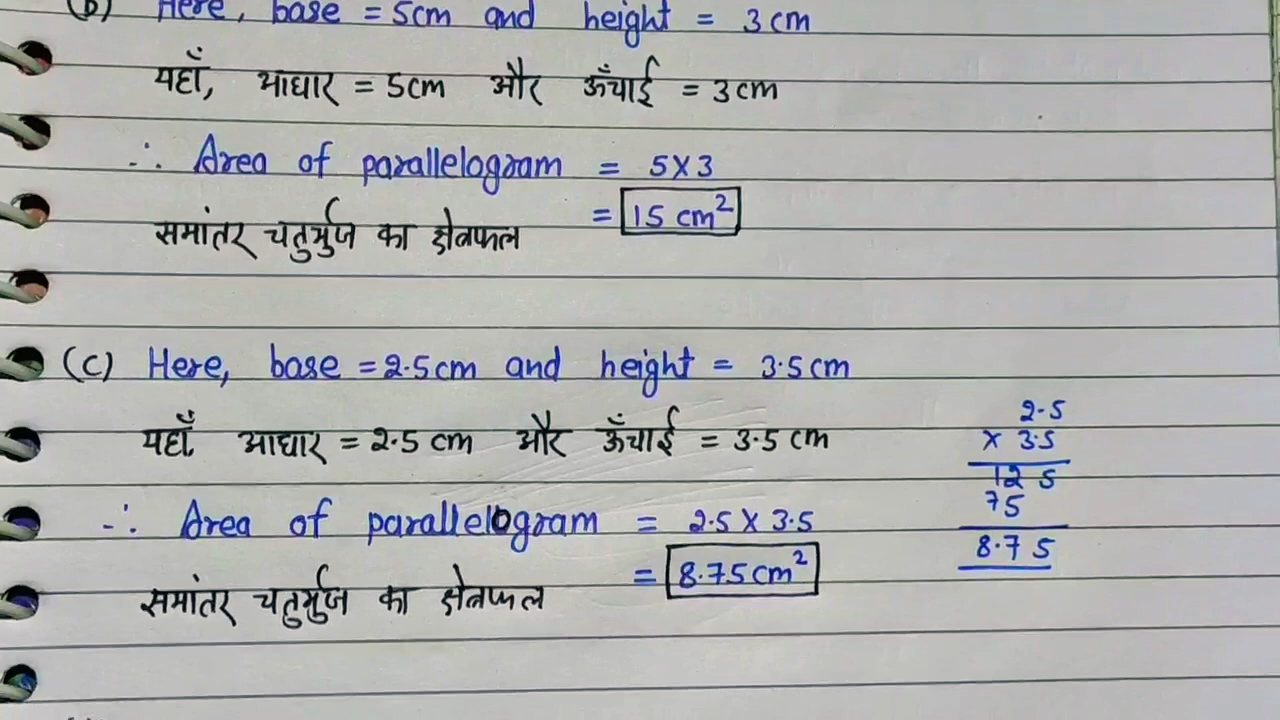 (b) Here, base = 5cm and height = 3cm
यहाँ, आधार = 5cm और ऊँचाई = 3cm
∴ Area of parallelogram = 5×3
= 15 cm²
समांतर चतुर्भुज का क्षेत्रफल
(c) Here, base = 2.5cm and height = 3.5cm
यहाँ, आधार = 2.5 cm और ऊँचाई = 3.5 cm
∴ Area of parallelogram = 2.5 × 3.5
= 8.75cm²
समांतर चतुर्भुज का क्षेत्रफल
2.5
× 3.5
125
75
8.75